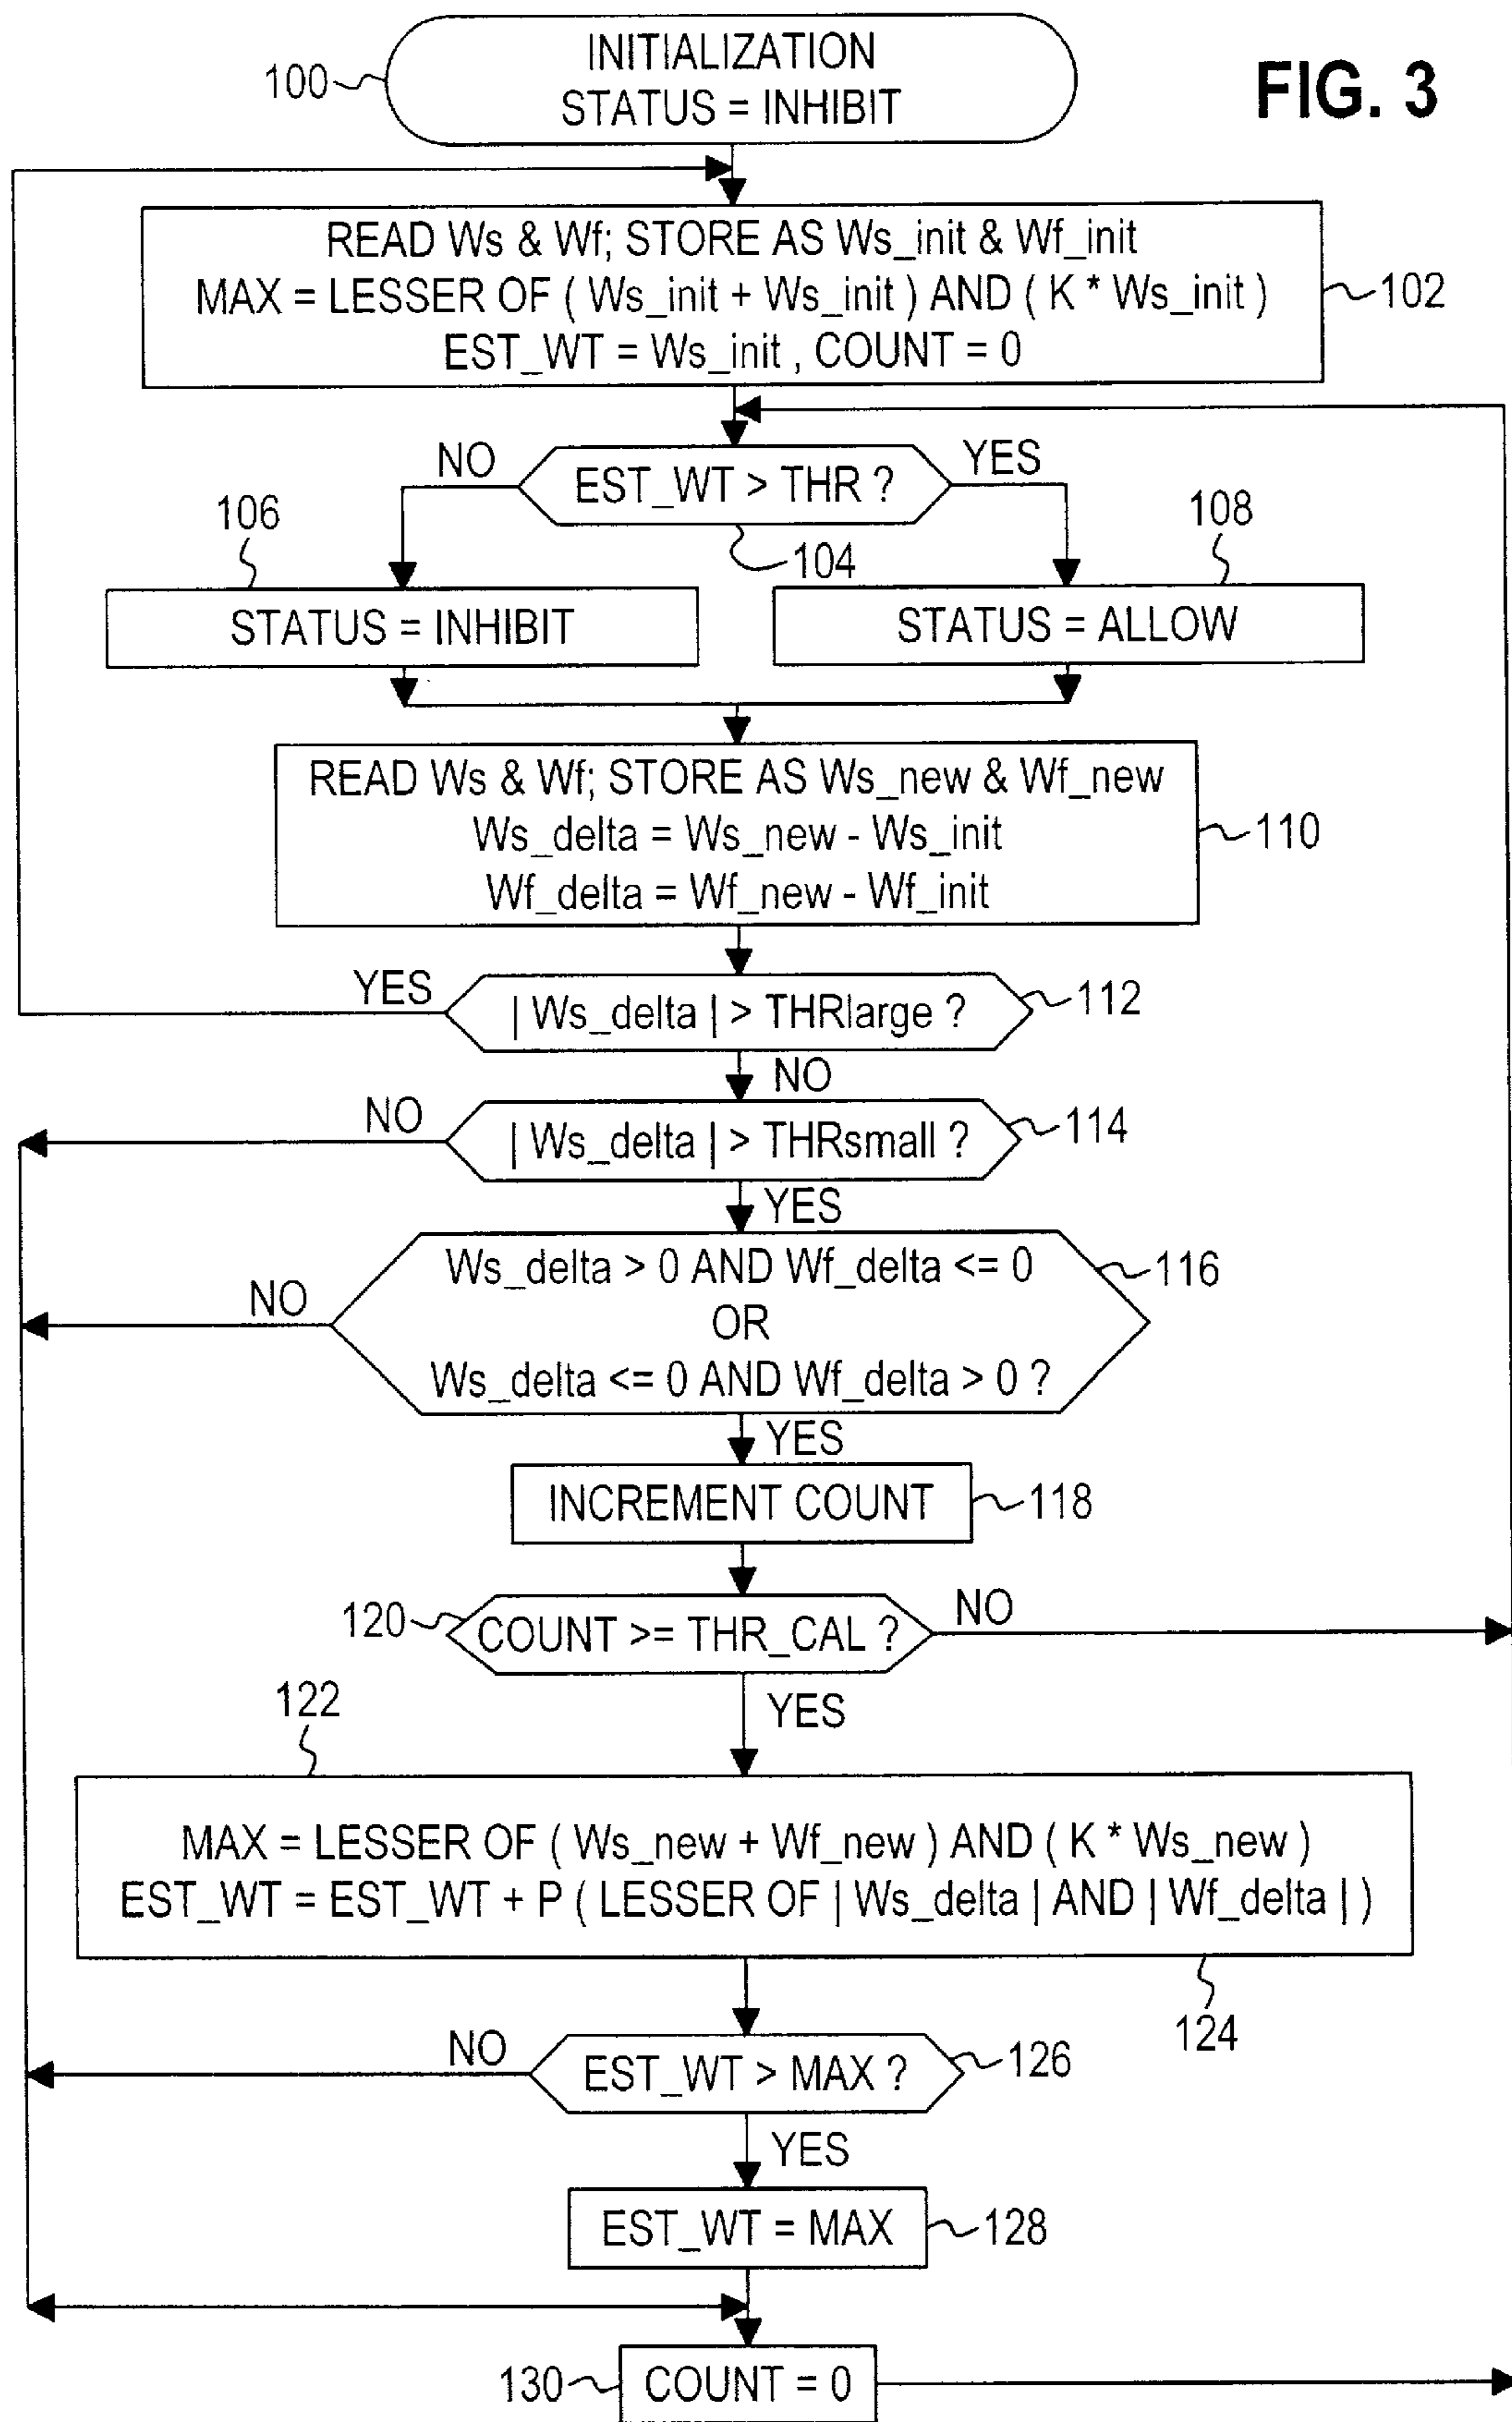 FIG. 3
100
INITIALIZATION
STATUS = INHIBIT
READ Ws & Wf; STORE AS Ws_init & Wf_init
MAX = LESSER OF ( Ws_init + Ws_init ) AND ( K * Ws_init )
EST_WT = Ws_init , COUNT = 0
102
NO
EST_WT > THR ?
YES
104
106
108
STATUS = INHIBIT
STATUS = ALLOW
READ Ws & Wf; STORE AS Ws_new & Wf_new
Ws_delta = Ws_new - Ws_init
Wf_delta = Wf_new - Wf_init
110
YES
| Ws_delta | > THRlarge ?
112
NO
NO
| Ws_delta | > THRsmall ?
114
YES
Ws_delta > 0 AND Wf_delta <= 0
OR
Ws_delta <= 0 AND Wf_delta > 0 ?
116
NO
YES
INCREMENT COUNT
118
120
COUNT >= THR_CAL ?
NO
YES
122
MAX = LESSER OF ( Ws_new + Wf_new ) AND ( K * Ws_new )
EST_WT = EST_WT + P ( LESSER OF | Ws_delta | AND | Wf_delta | )
124
NO
EST_WT > MAX ?
126
YES
EST_WT = MAX
128
130
COUNT = 0